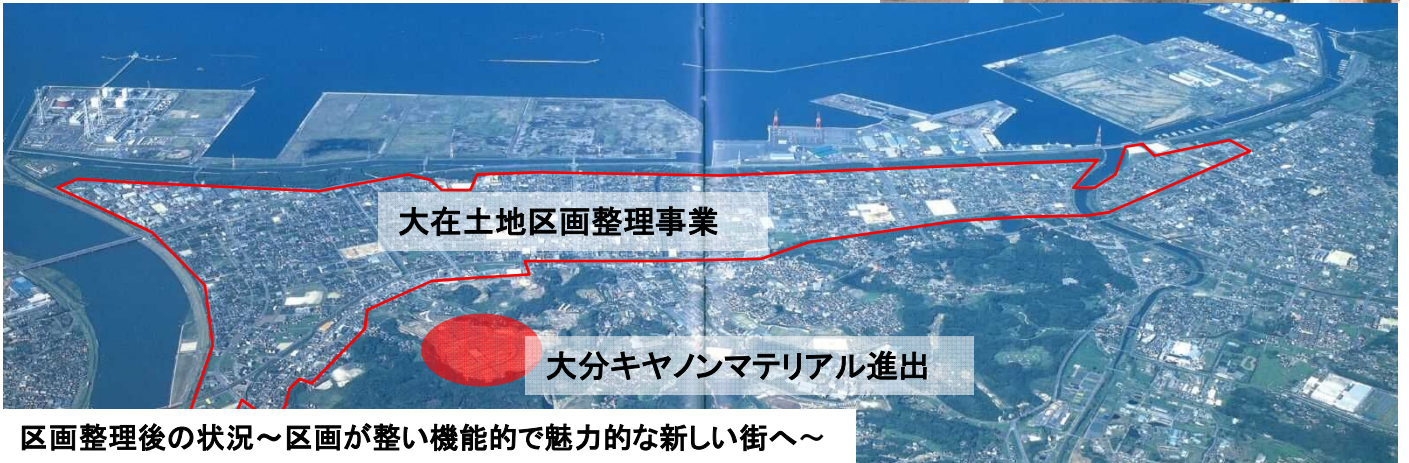 大在土地区画整理事業
大分キヤノンマテリアル進出
区画整理後の状況～区画が整い機能的で魅力的な新しい街へ～